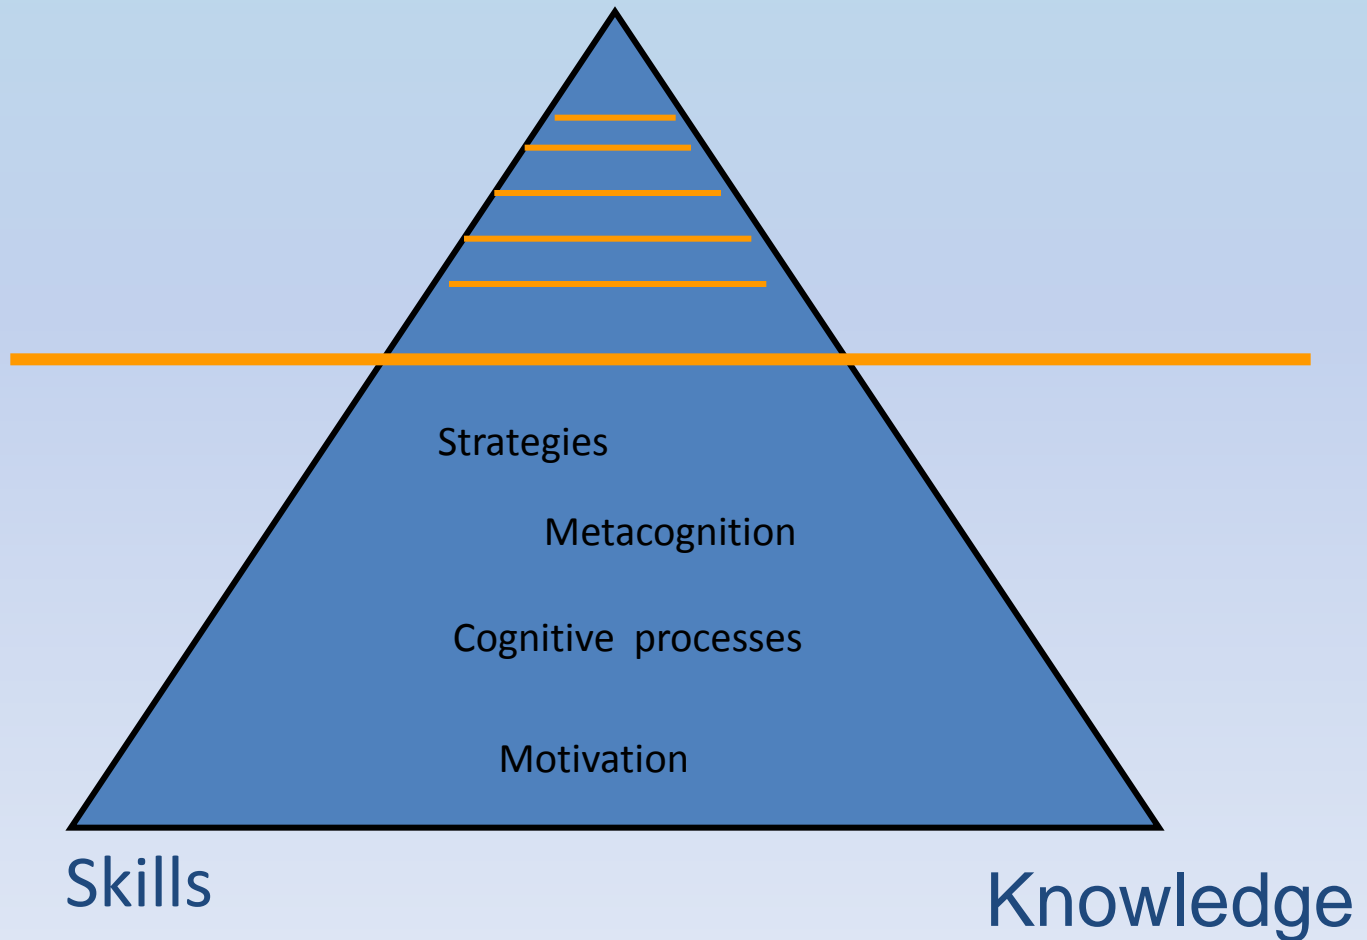 Strategies
Metacognition
Cognitive processes
Motivation
Skills
Knowledge